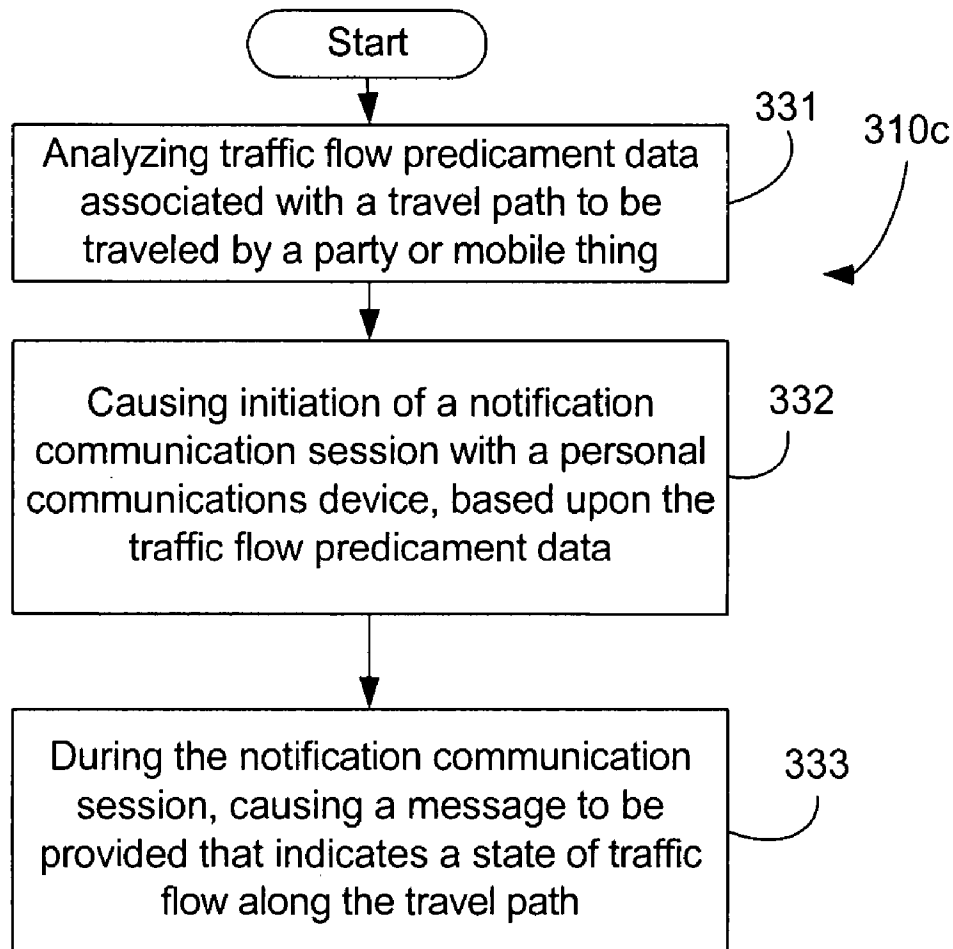 Start
331
310c
Analyzing traffic flow predicament data
associated with a travel path to be
traveled by a party or mobile thing
332
Causing initiation of a notification
communication session with a personal
communications device, based upon the
traffic flow predicament data
333
During the notification communication
session, causing a message to be
provided that indicates a state of traffic
flow along the travel path